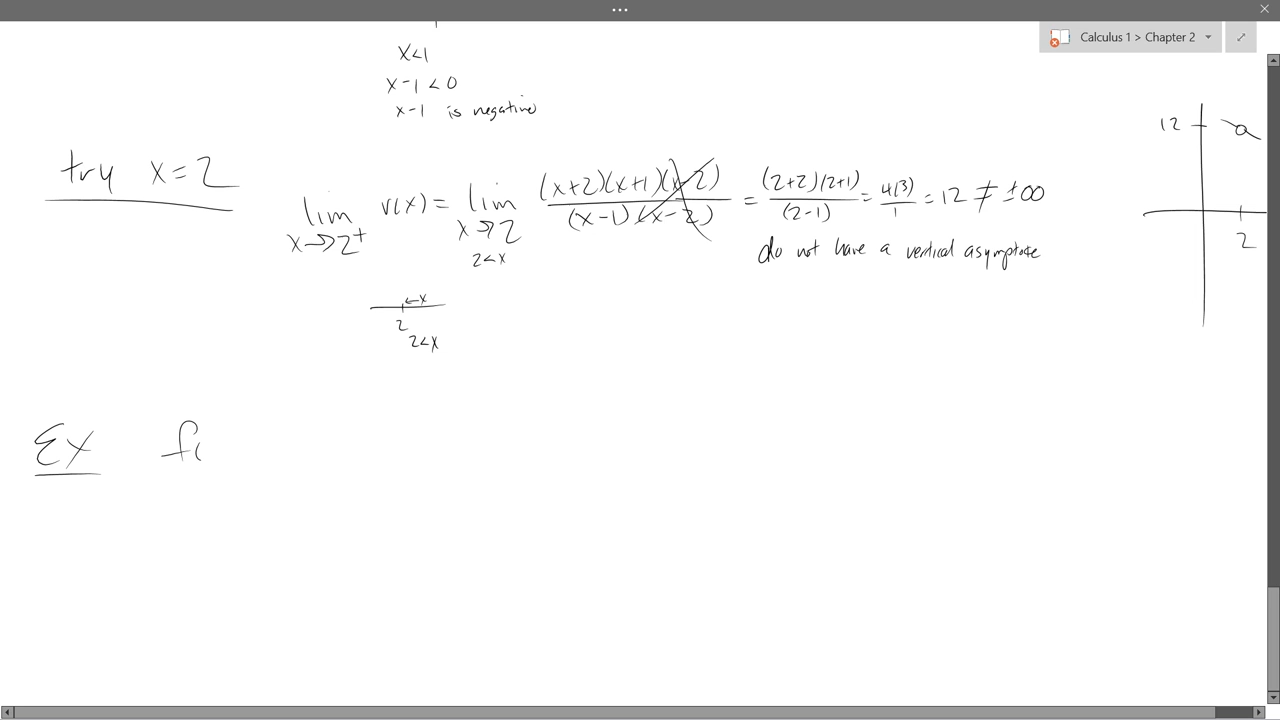 Calculus 1 > Chapter 2
x<1
x-1<0
x-1 is negative
try x=2
lim x→2+ r(x) = lim x→2 2<x (x+2)(x+1)(x-2)/(x-1)(x-2) = (2+2)(2+1)/(2-1) = 4(3)/1 = 12 ≠ ±∞
do not have a vertical asymptote
←x
2
2<x
12
2
Ex f(